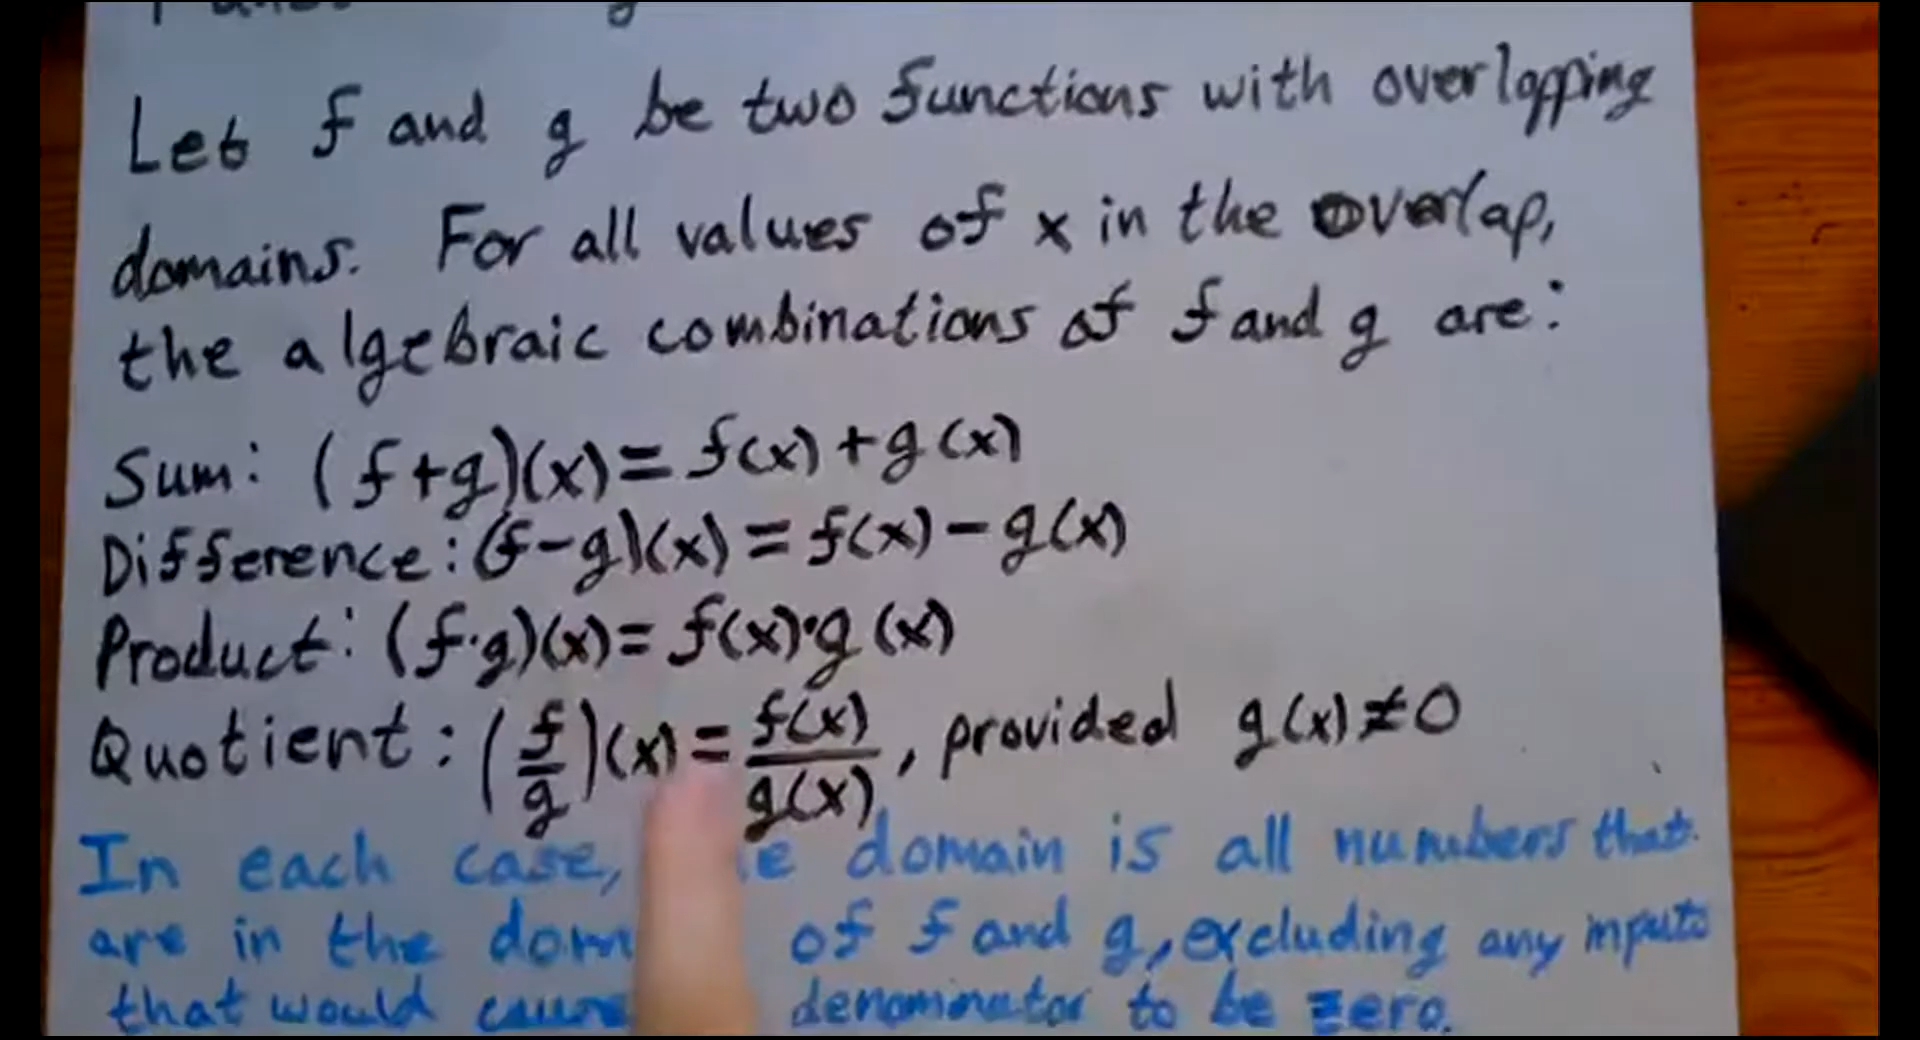 Let f and g be two functions with overlapping
domains. For all values of x in the overlap,
the algebraic combinations of f and g are:
Sum: (f+g)(x)=f(x)+g(x)
Difference: (f-g)(x)=f(x)-g(x)
Product: (f·g)(x)=f(x)·g(x)
Quotient: (f/g)(x)=f(x)/g(x), provided g(x)≠0
In each case, domain is all numbers that
are in the of f and g, excluding any inputs
that would denominator to be zero.